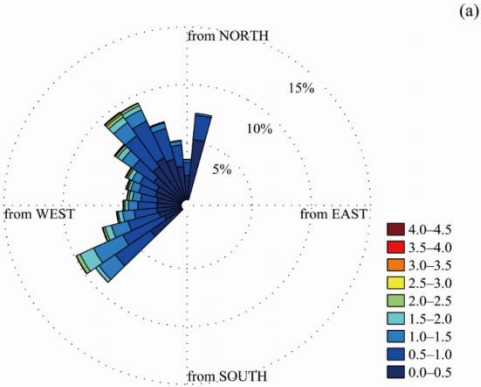 (a)
from NORTH
15%
10%
5%
from WEST
from EAST
4.0–4.5
3.5–4.0
3.0–3.5
2.5–3.0
2.0–2.5
1.5–2.0
1.0–1.5
0.5–1.0
0.0–0.5
from SOUTH